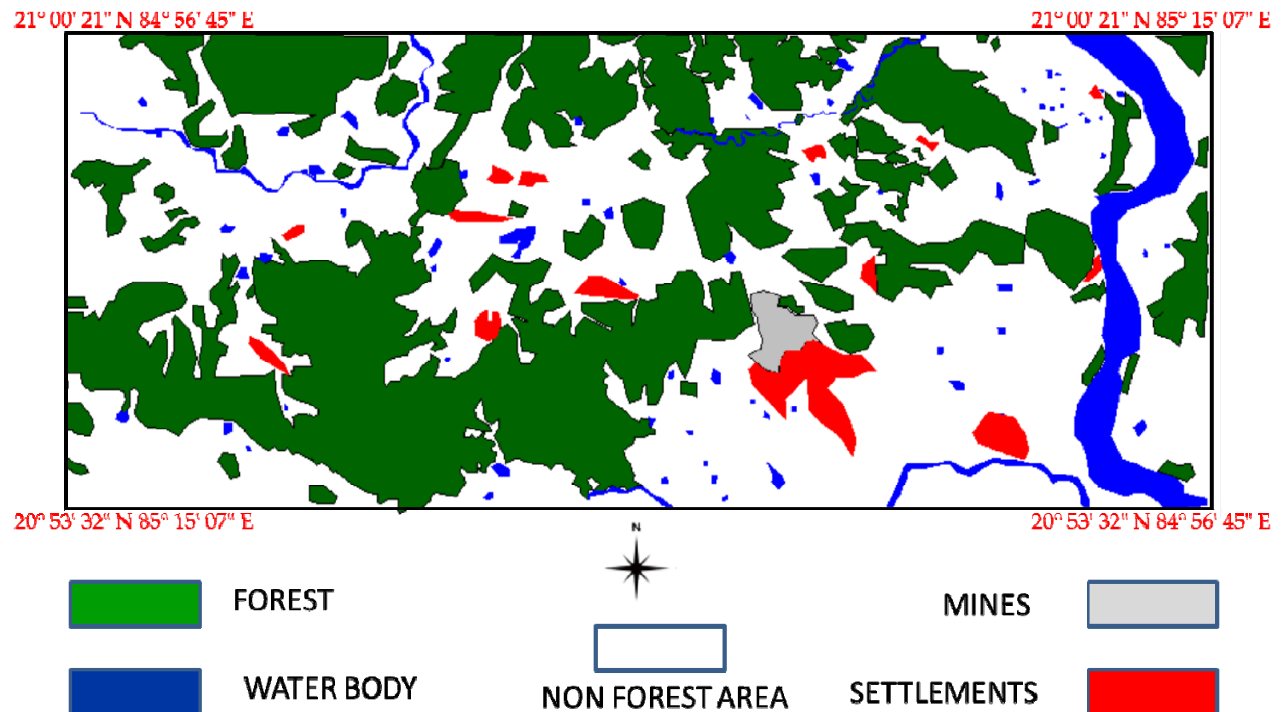 21° 00' 21" N 84° 56' 45" E
21° 00' 21" N 85° 15' 07" E
20° 53' 32" N 85° 15' 07" E
20° 53' 32" N 84° 56' 45" E
N
FOREST
MINES
WATER BODY
NON FOREST AREA
SETTLEMENTS